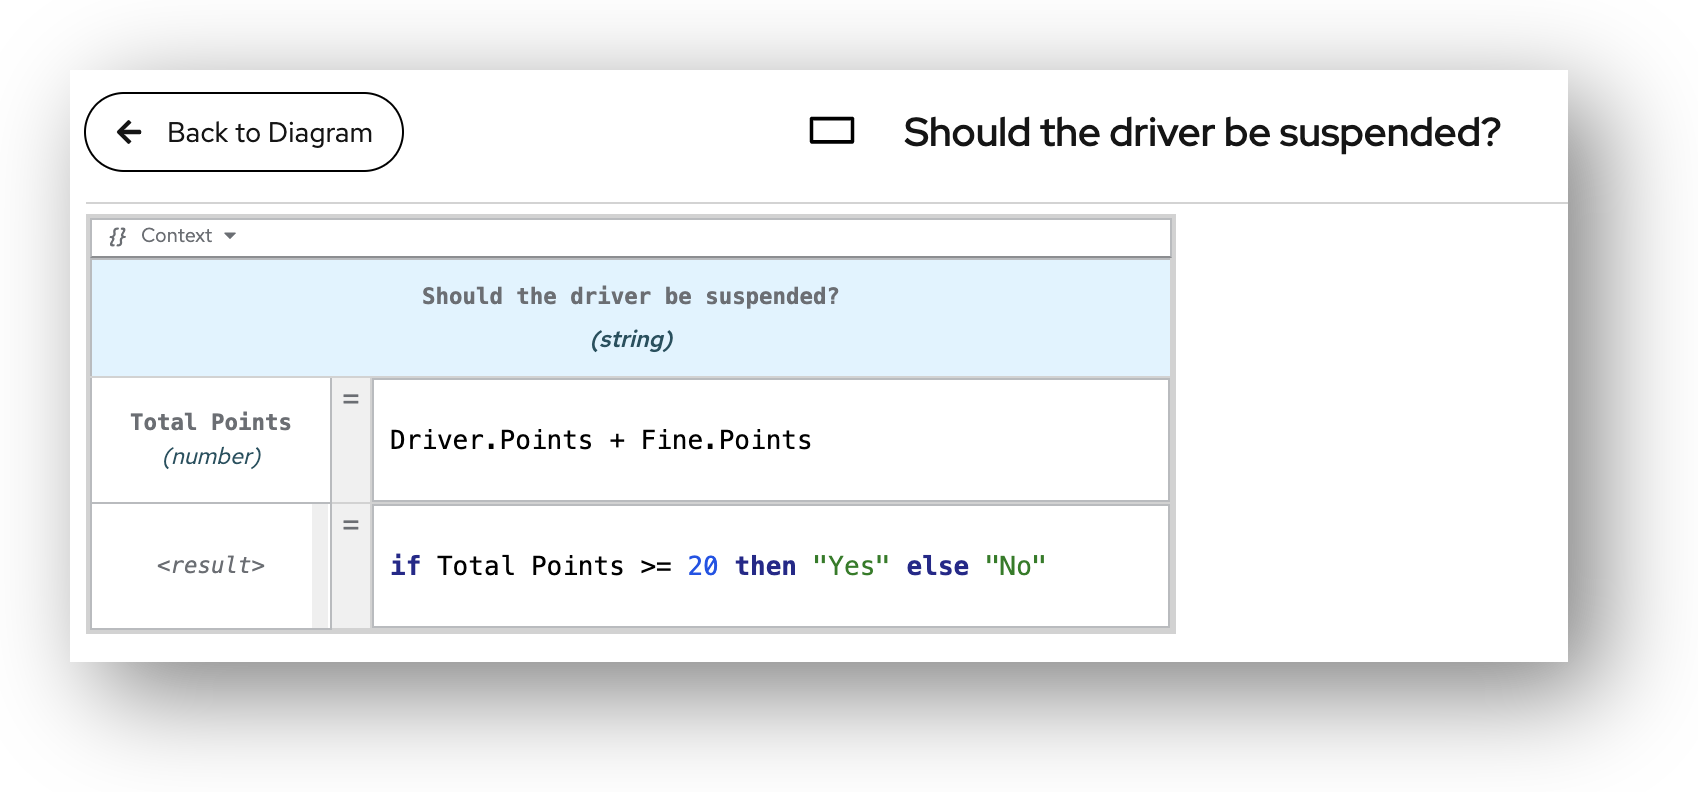 Back to Diagram
Should the driver be suspended?
{} Context
Should the driver be suspended?
(string)
Total Points
(number)
=
Driver.Points + Fine.Points
<result>
=
if Total Points >= 20 then "Yes" else "No"